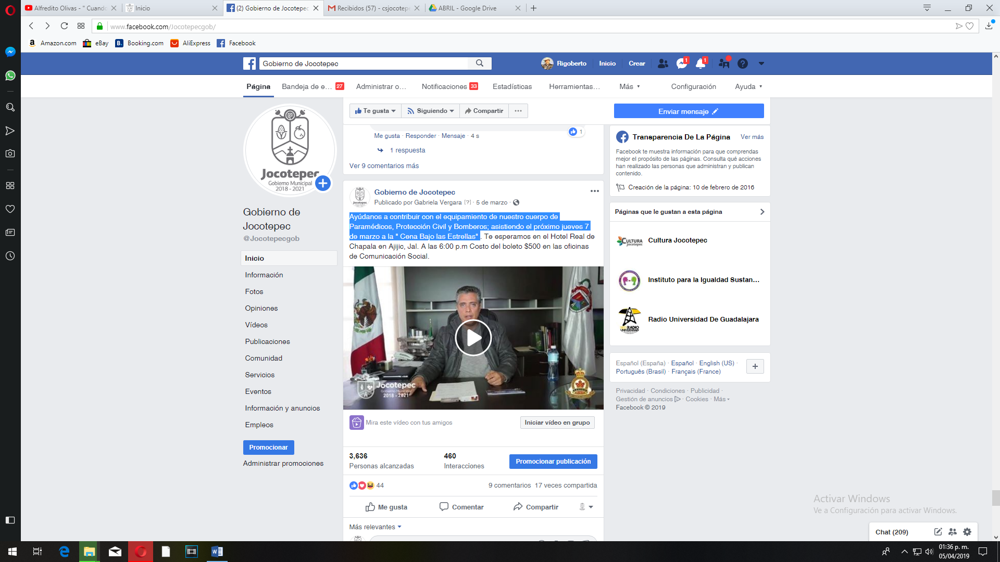 Alfredito Olivas - " Cuando
Inicio
(2) Gobierno de Jocotepec
Recibidos (57) - csjocotepe
ABRIL - Google Drive
www.facebook.com/Jocotepecgob/
Amazon.com
eBay
Booking.com
AliExpress
Facebook
Gobierno de Jocotepec
Rigoberto
Inicio
Crear
1
1
Página
Bandeja de e… 27
Administrar o…
Notificaciones 33
Estadísticas
Herramientas…
Más
Configuración
Ayuda
Jocotepec
Gobierno Municipal
2018 - 2021
Gobierno de
Jocotepec
@Jocotepecgob
Inicio
Información
Fotos
Opiniones
Vídeos
Publicaciones
Comunidad
Servicios
Eventos
Información y anuncios
Empleos
Promocionar
Administrar promociones
Te gusta
Siguiendo
Compartir
Enviar mensaje
1
Me gusta · Responder · Mensaje · 4 s
1 respuesta
Ver 9 comentarios más
Gobierno de Jocotepec
Publicado por Gabriela Vergara [?] · 5 de marzo ·
Ayúdanos a contribuir con el equipamiento de nuestro cuerpo de
Paramédicos, Protección Civil y Bomberos; asistiendo el próximo jueves 7
de marzo a la " Cena Bajo las Estrellas" . Te esperamos en el Hotel Real de
Chapala en Ajijic, Jal. A las 6:00 p.m Costo del boleto $500 en las oficinas
de Comunicación Social.
Jocotepec
Gobierno Municipal
2018 - 2021
Mira este vídeo con tus amigos
Iniciar vídeo en grupo
3,636
Personas alcanzadas
460
Interacciones
Promocionar publicación
44
9 comentarios 17 veces compartida
Me gusta
Comentar
Compartir
Más relevantes
Transparencia De La Página
Ver más
Facebook te muestra información para que comprendas
mejor el propósito de las páginas. Consulta qué acciones
han realizado las personas que administran y publican
contenido.
Creación de la página: 10 de febrero de 2016
Páginas que le gustan a esta página
CULTURA
Jocotepec
Cultura Jocotepec
Instituto para la Igualdad Sustan…
RADIO
UNIVERSIDAD
Radio Universidad De Guadalajara
Español (España) · Español · English (US) ·
Português (Brasil) · Français (France)
Privacidad · Condiciones · Publicidad ·
Gestión de anuncios · Cookies · Más
Facebook © 2019
Activar Windows
Ve a Configuración para activar Windows.
Chat (209)
01:36 p. m.
05/04/2019